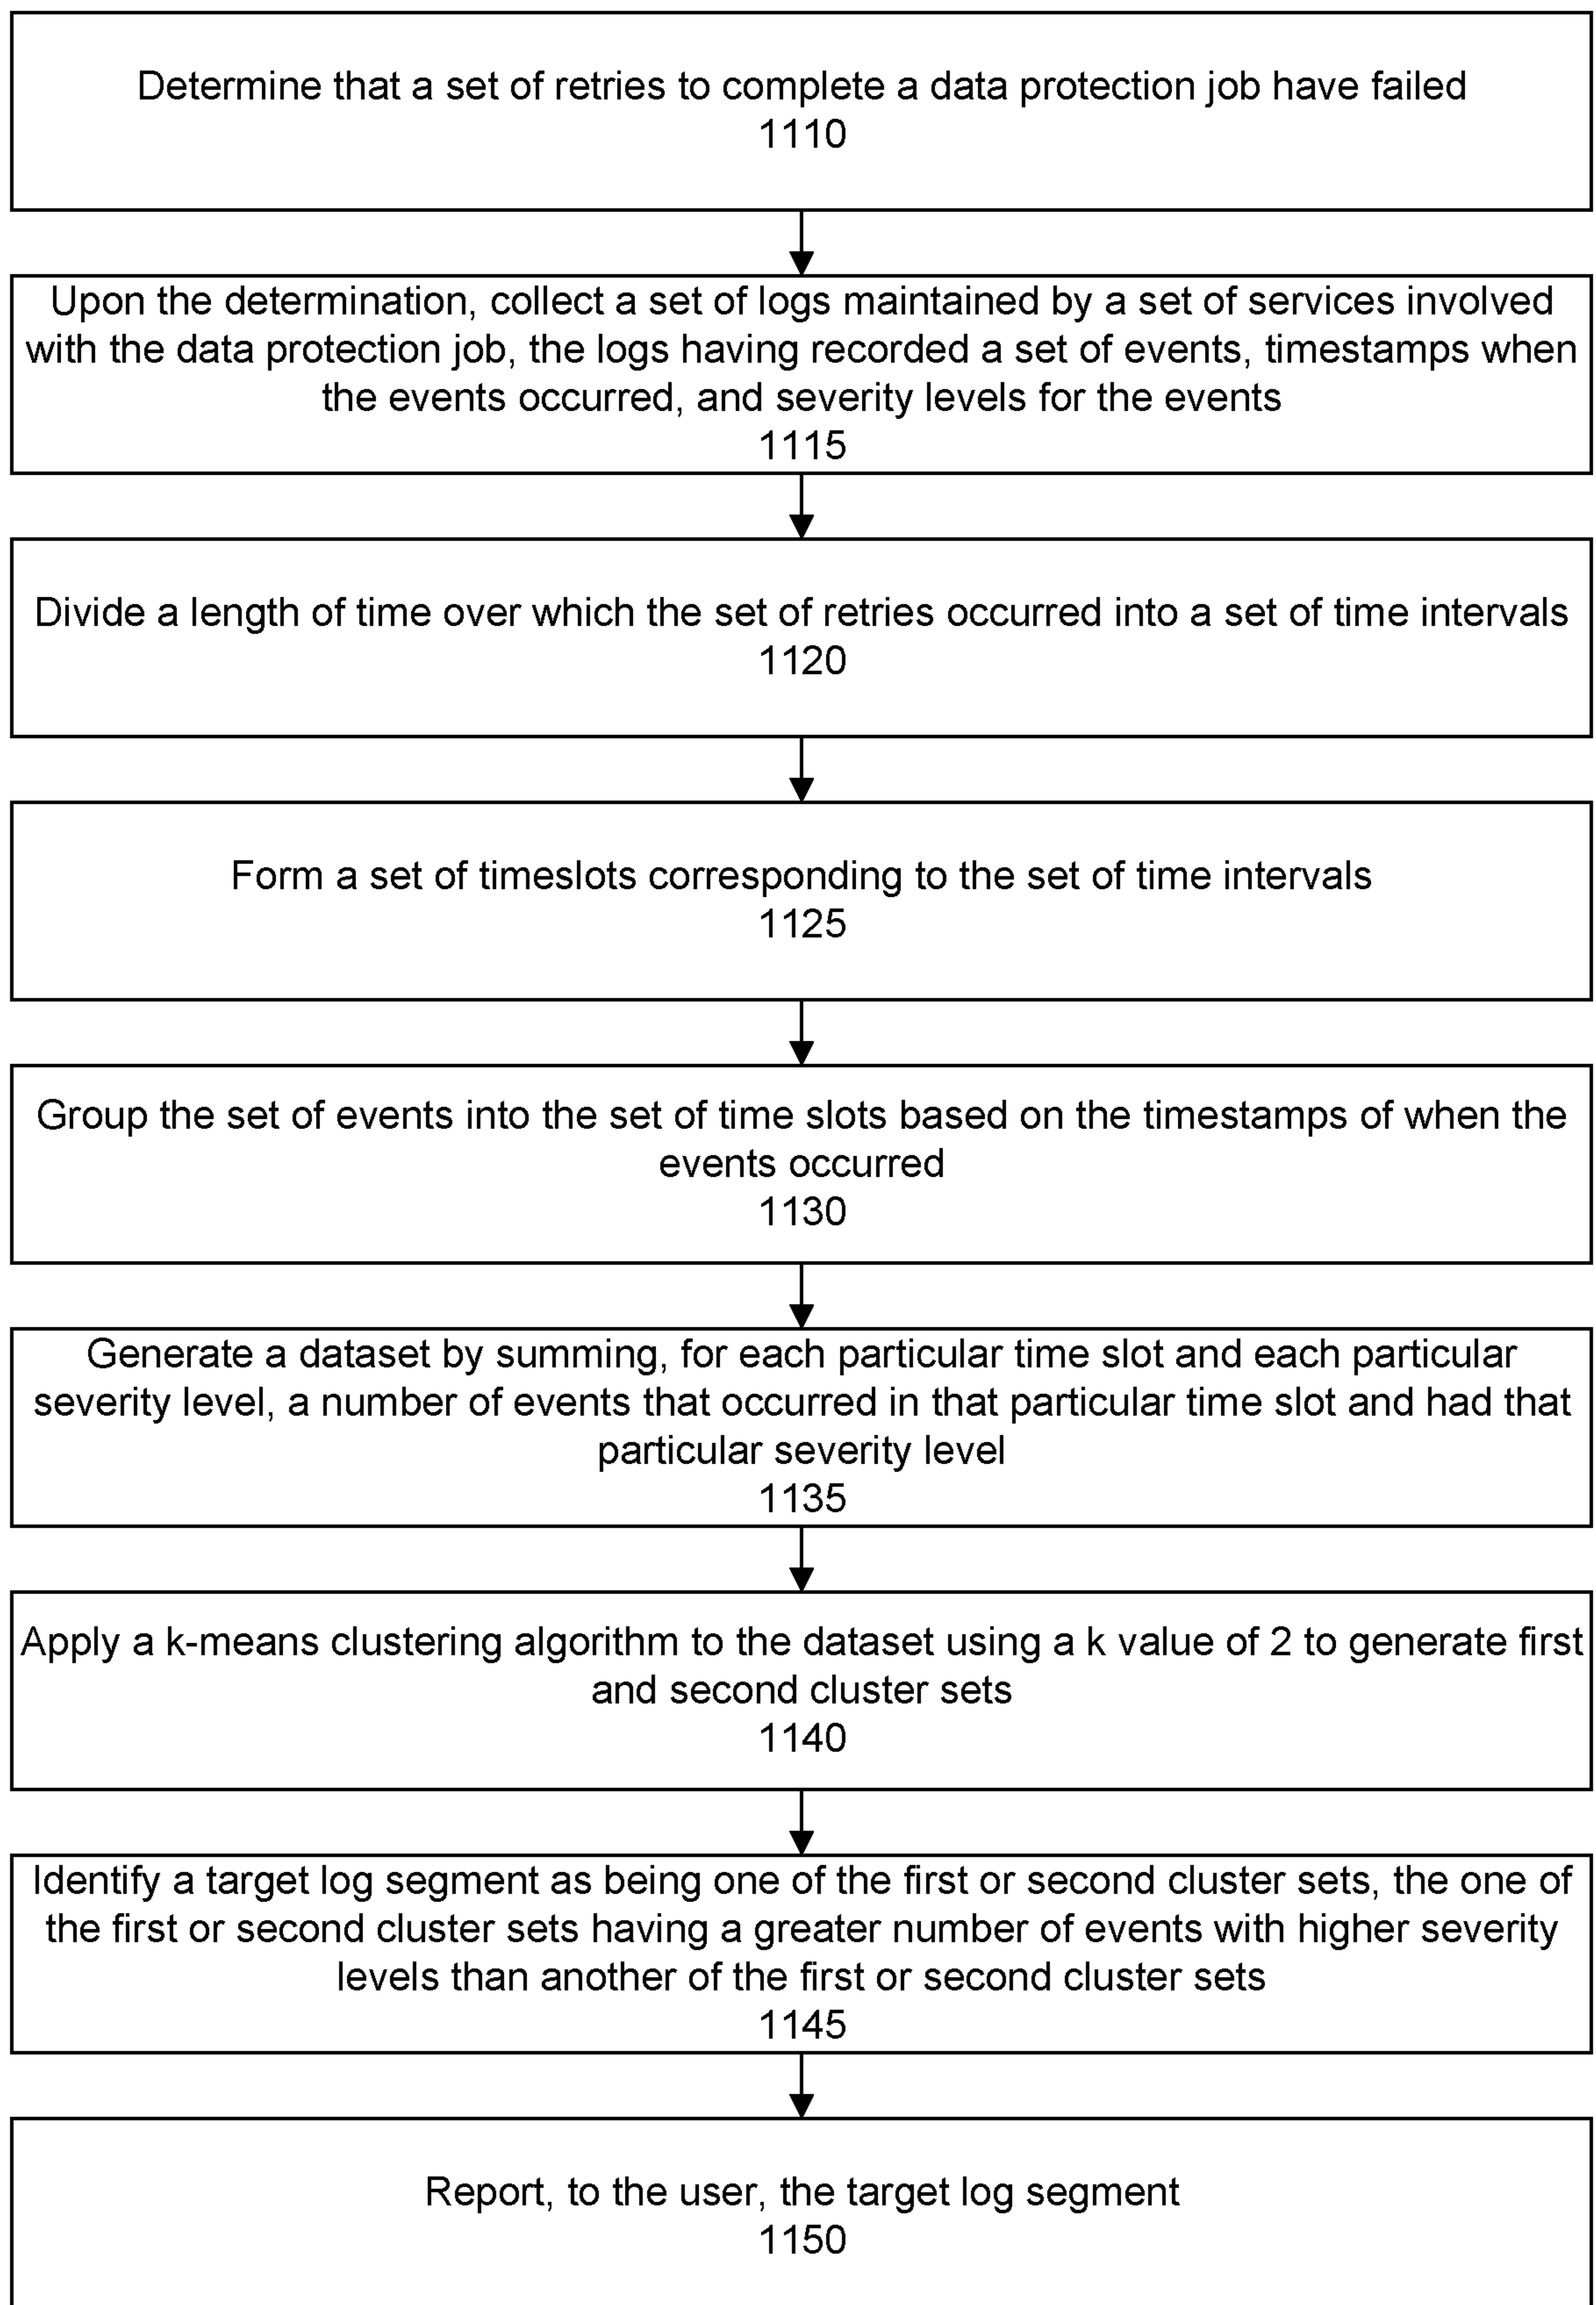 Determine that a set of retries to complete a data protection job have failed
1110
Upon the determination, collect a set of logs maintained by a set of services involved
with the data protection job, the logs having recorded a set of events, timestamps when
the events occurred, and severity levels for the events
1115
Divide a length of time over which the set of retries occurred into a set of time intervals
1120
Form a set of timeslots corresponding to the set of time intervals
1125
Group the set of events into the set of time slots based on the timestamps of when the
events occurred
1130
Generate a dataset by summing, for each particular time slot and each particular
severity level, a number of events that occurred in that particular time slot and had that
particular severity level
1135
Apply a k-means clustering algorithm to the dataset using a k value of 2 to generate first
and second cluster sets
1140
Identify a target log segment as being one of the first or second cluster sets, the one of
the first or second cluster sets having a greater number of events with higher severity
levels than another of the first or second cluster sets
1145
Report, to the user, the target log segment
1150